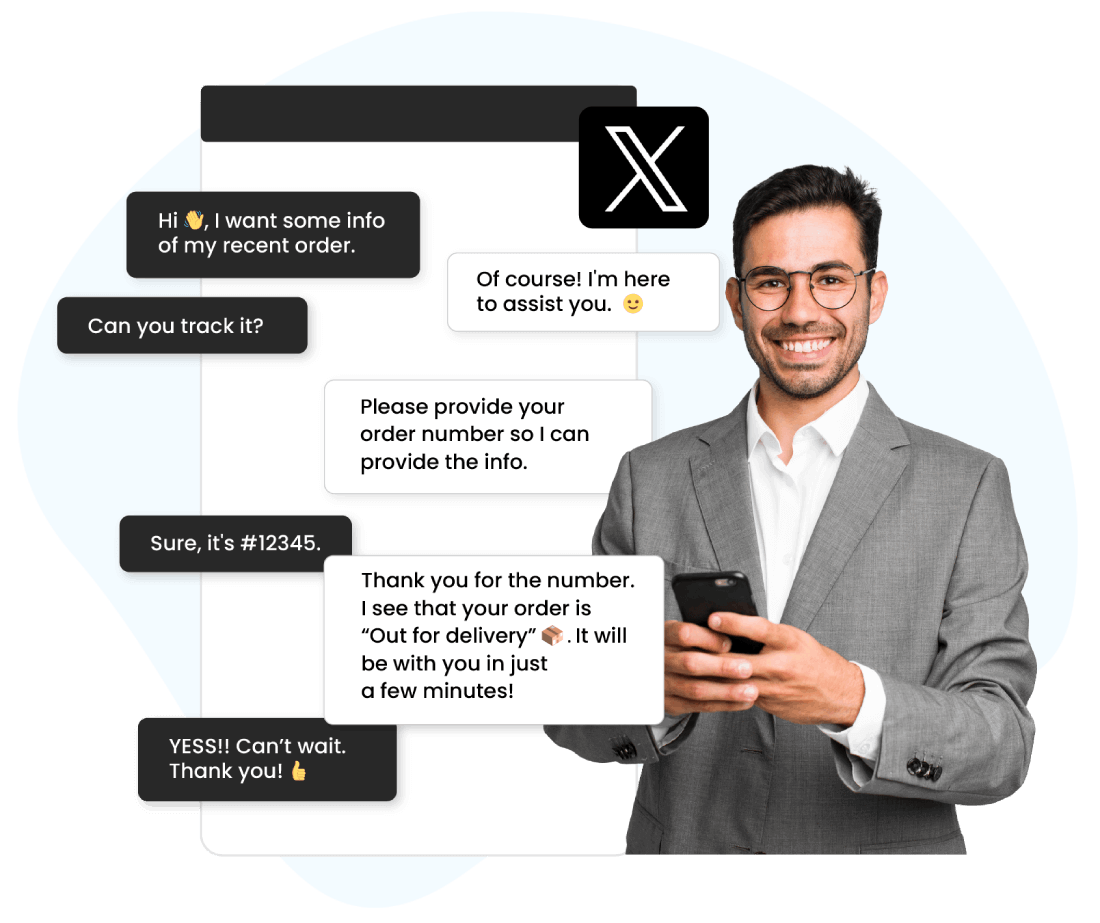 Hi 👋, I want some info
of my recent order.
Of course! I'm here
to assist you. 🙂
Can you track it?
Please provide your
order number so I can
provide the info.
Sure, it's #12345.
Thank you for the number.
I see that your order is
“Out for delivery” 📦. It will
be with you in just
a few minutes!
YESS!! Can’t wait.
Thank you! 👍